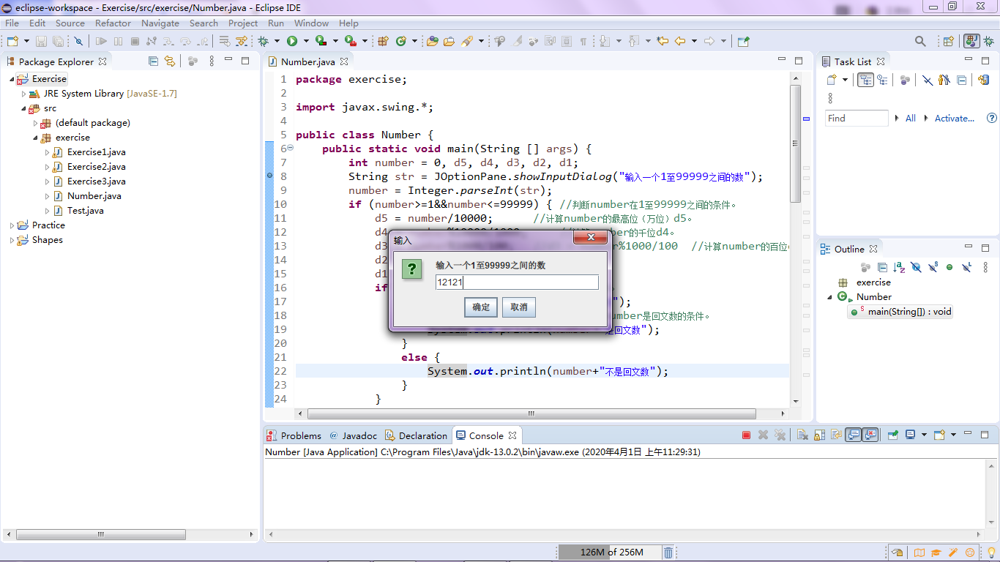 eclipse-workspace - Exercise/src/exercise/Number.java - Eclipse IDE
File Edit Source Refactor Navigate Search Project Run Window Help
Package Explorer
Exercise
JRE System Library [JavaSE-1.7]
src
(default package)
exercise
Exercise1.java
Exercise2.java
Exercise3.java
Number.java
Test.java
Practice
Shapes
Number.java
1 package exercise;
2
3 import javax.swing.*;
4
5 public class Number {
6 public static void main(String [] args) {
7 int number = 0, d5, d4, d3, d2, d1;
8 String str = JOptionPane.showInputDialog("输入一个1至99999之间的数");
9 number = Integer.parseInt(str);
10 if (number>=1&&number<=99999) { //判断number在1至99999之间的条件。
11 d5 = number/10000; //计算number的最高位（万位）d5。
12 d4 number的千位d4。
13 d3 %1000/100 //计算number的百位
14 d2
15 d1
16 if
17 ");
18 number是回文数的条件。
19 是回文数");
20 }
21 else {
22 System.out.println(number+"不是回文数");
23 }
24 }
输入
输入一个1至99999之间的数
12121
确定 取消
Task List
Find All Activate...
Outline
exercise
Number
main(String[]) : void
Problems @ Javadoc Declaration Console
Number [Java Application] C:\Program Files\Java\jdk-13.0.2\bin\javaw.exe (2020年4月1日 上午11:29:31)
126M of 256M